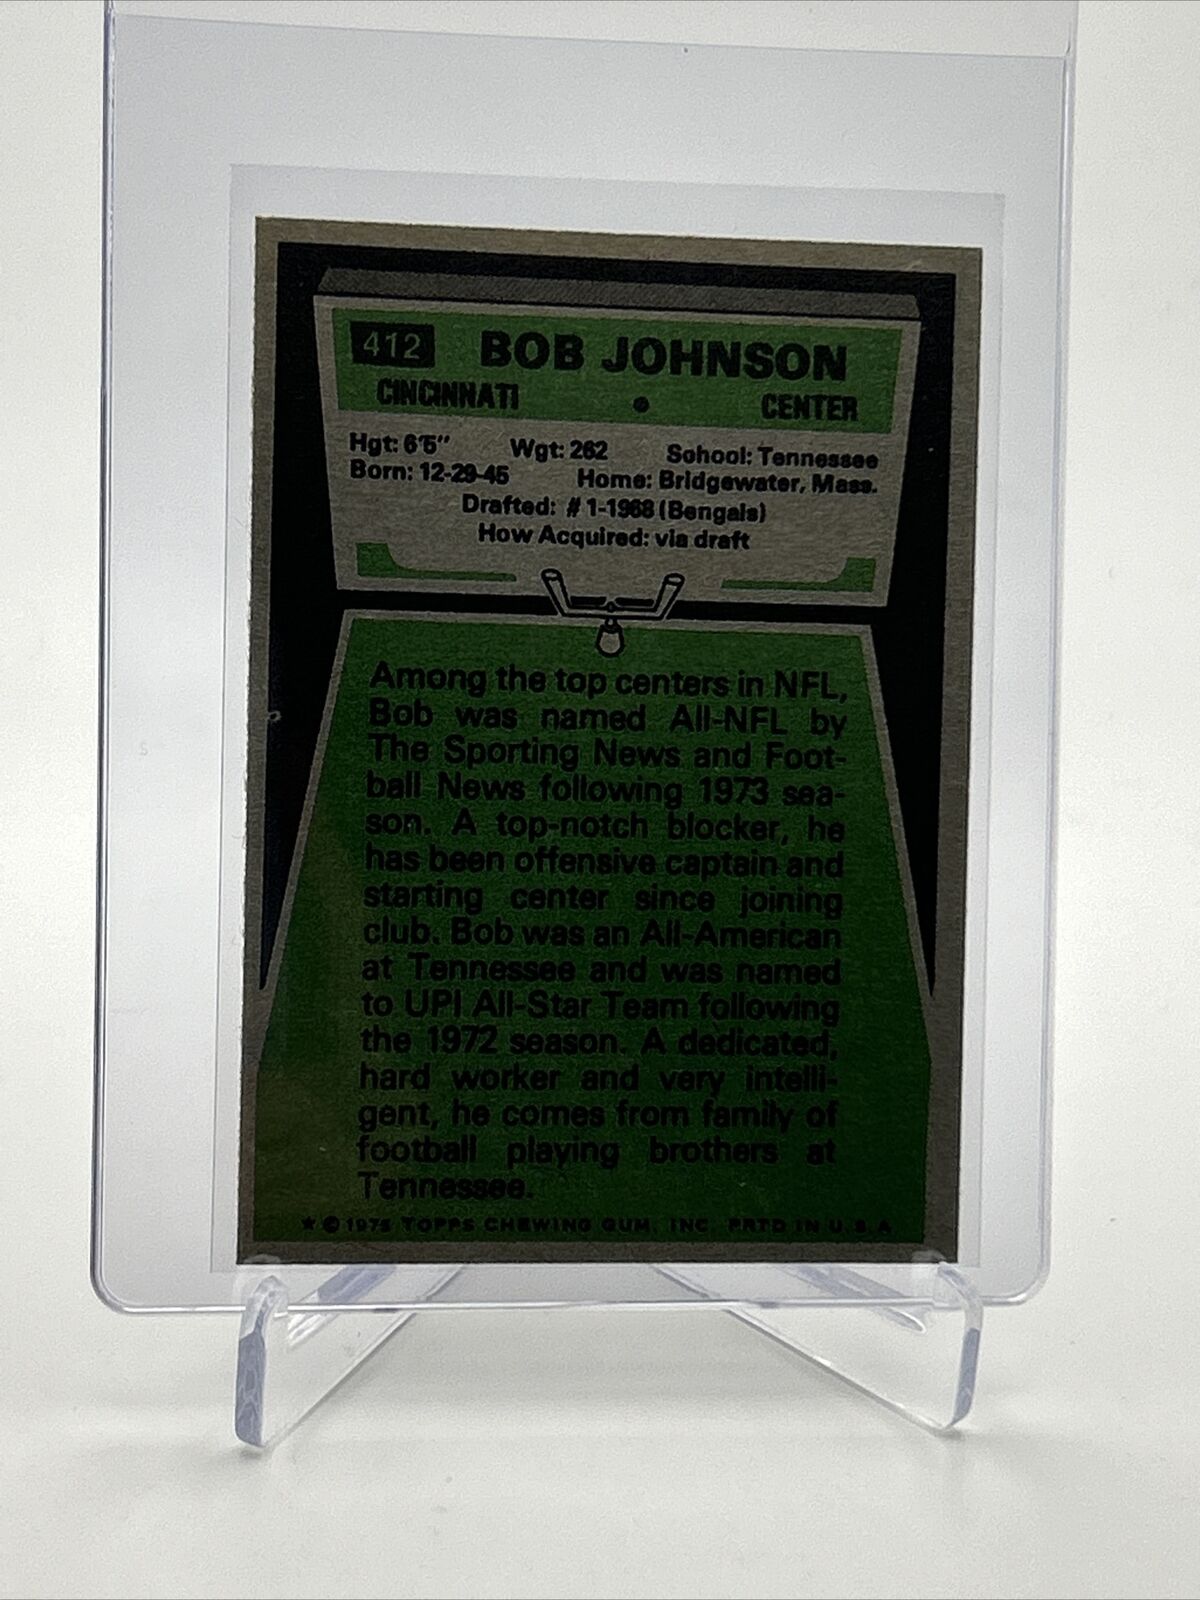 412 BOB JOHNSON
CINCINNATI • CENTER
Hgt: 6'5" Wgt: 262 School: Tennessee
Born: 12-29-45 Home: Bridgewater, Mass.
Drafted: #1-1968 (Bengals)
How Acquired: via draft
Among the top centers in NFL,
Bob was named All-NFL by
The Sporting News and Foot-
ball News following 1973 sea-
son. A top-notch blocker, he
has been offensive captain and
starting center since joining
club. Bob was an All-American
at Tennessee and was named
to UPI All-Star Team following
the 1972 season. A dedicated,
hard worker and very intelli-
gent, he comes from family of
football playing brothers at
Tennessee.
★ © 1975 TOPPS CHEWING GUM, INC. PRTD IN U.S.A.